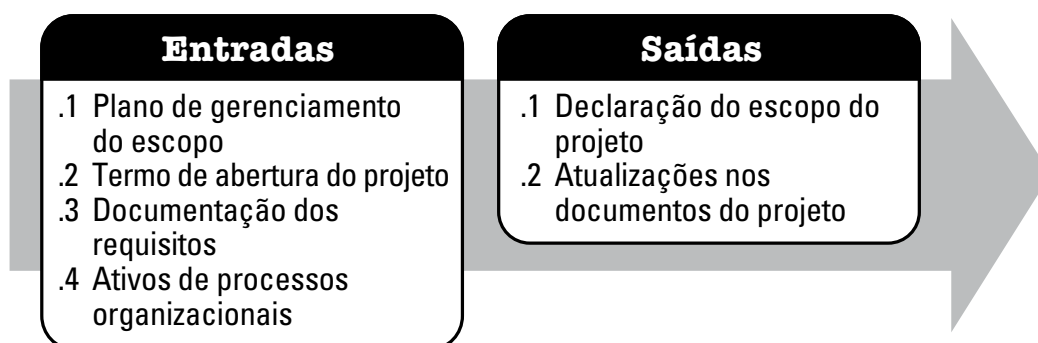 Entradas
.1 Plano de gerenciamento
do escopo
.2 Termo de abertura do projeto
.3 Documentação dos
requisitos
.4 Ativos de processos
organizacionais
Saídas
.1 Declaração do escopo do
projeto
.2 Atualizações nos
documentos do projeto